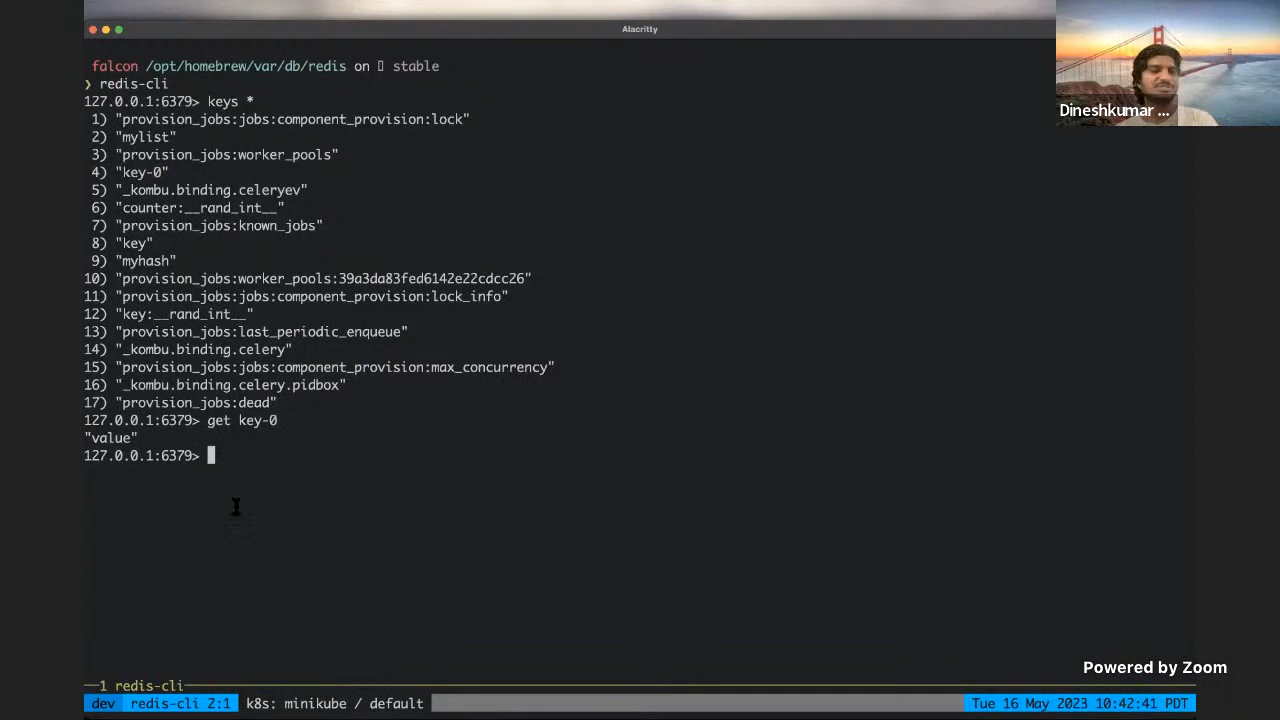 Alacritty
falcon /opt/homebrew/var/db/redis on stable
❯ redis-cli
127.0.0.1:6379> keys *
1) "provision_jobs:jobs:component_provision:lock"
2) "mylist"
3) "provision_jobs:worker_pools"
4) "key-0"
5) "_kombu.binding.celeryev"
6) "counter:__rand_int__"
7) "provision_jobs:known_jobs"
8) "key"
9) "myhash"
10) "provision_jobs:worker_pools:39a3da83fed6142e22cdcc26"
11) "provision_jobs:jobs:component_provision:lock_info"
12) "key:__rand_int__"
13) "provision_jobs:last_periodic_enqueue"
14) "_kombu.binding.celery"
15) "provision_jobs:jobs:component_provision:max_concurrency"
16) "_kombu.binding.celery.pidbox"
17) "provision_jobs:dead"
127.0.0.1:6379> get key-0
"value"
127.0.0.1:6379>
Dineshkumar ...
Powered by Zoom
1 redis-cli
dev redis-cli 2:1 k8s: minikube / default Tue 16 May 2023 10:42:41 PDT